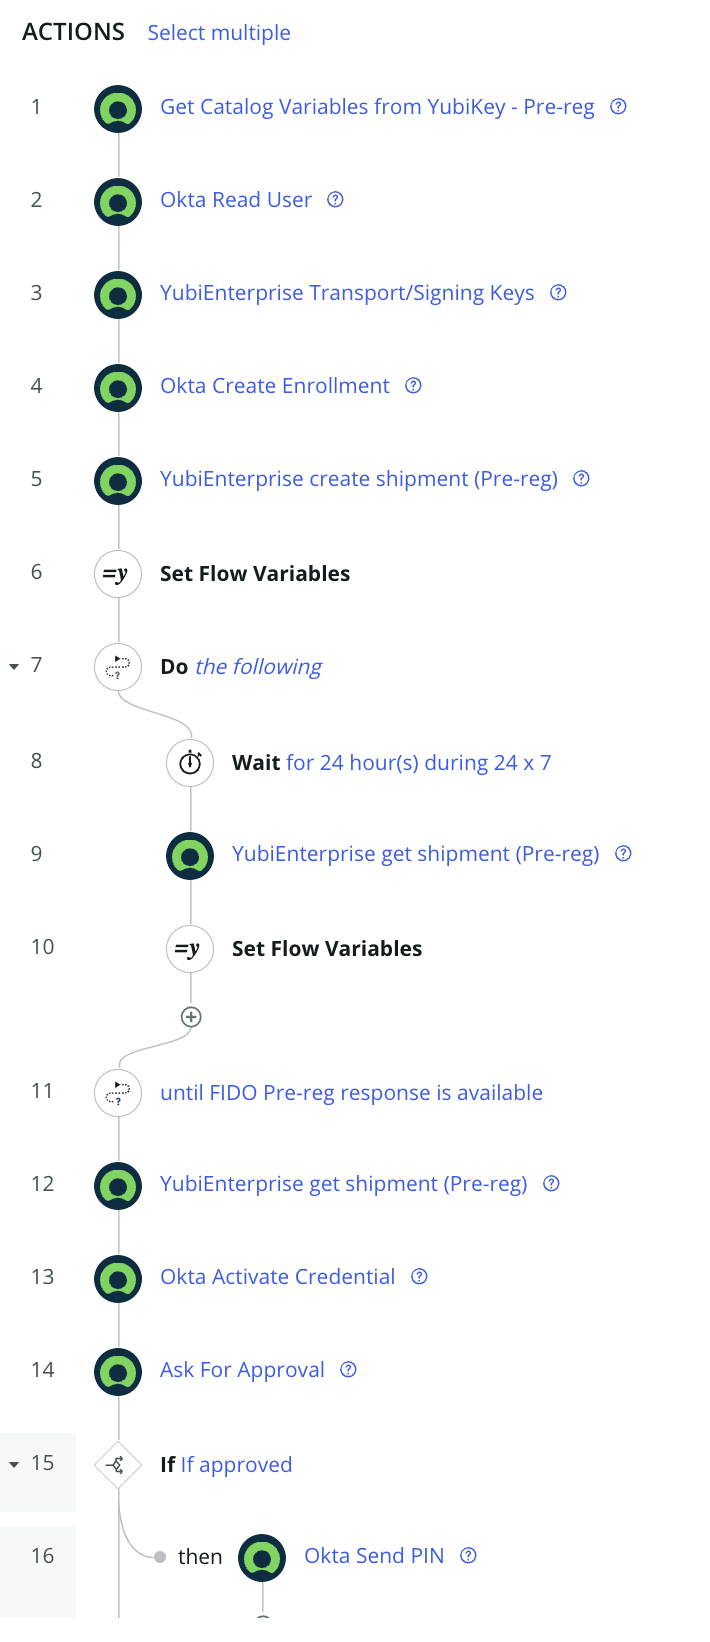 ACTIONS Select multiple
1 Get Catalog Variables from YubiKey - Pre-reg ?
2 Okta Read User ?
3 YubiEnterprise Transport/Signing Keys ?
4 Okta Create Enrollment ?
5 YubiEnterprise create shipment (Pre-reg) ?
6 =y Set Flow Variables
7 ? Do the following
8 Wait for 24 hour(s) during 24 x 7
9 YubiEnterprise get shipment (Pre-reg) ?
10 =y Set Flow Variables
11 ? until FIDO Pre-reg response is available
12 YubiEnterprise get shipment (Pre-reg) ?
13 Okta Activate Credential ?
14 Ask For Approval ?
15 If If approved
16 then Okta Send PIN ?